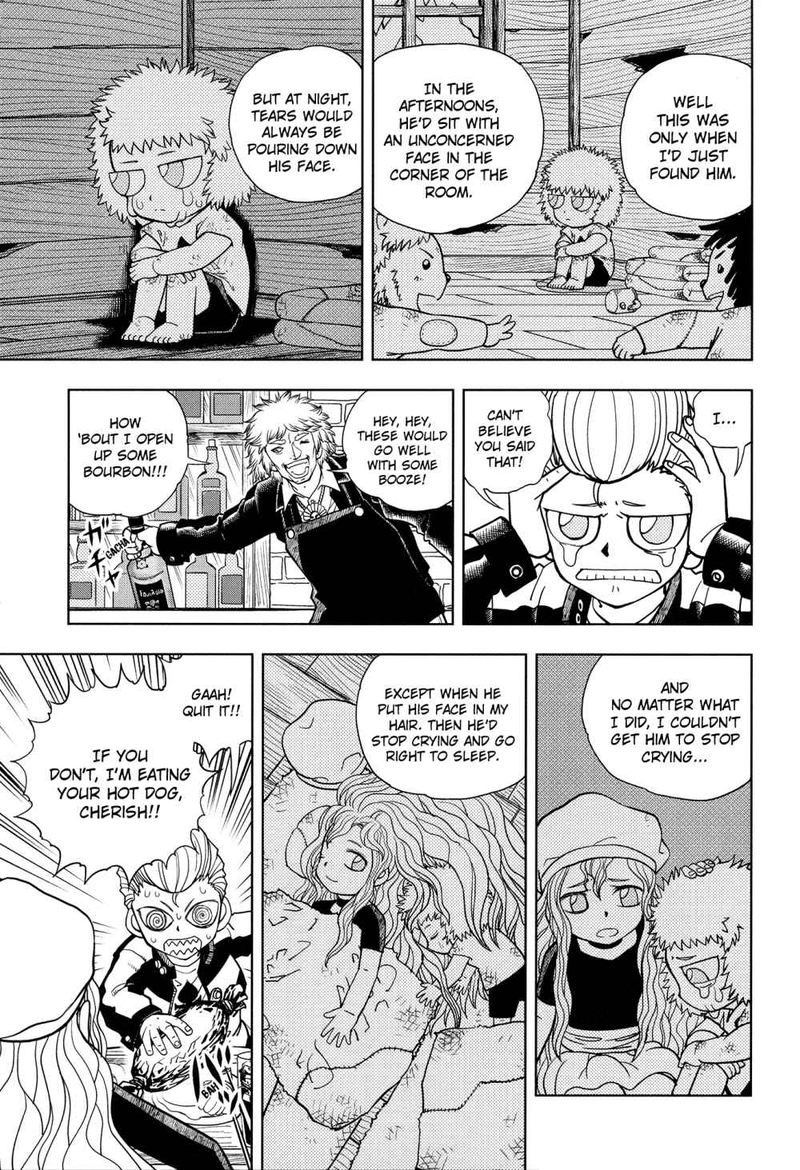 WELL
THIS WAS
ONLY WHEN
I'D JUST
FOUND HIM.
IN THE
AFTERNOONS,
HE'D SIT WITH
AN UNCONCERNED
FACE IN THE
CORNER OF THE
ROOM.
BUT AT NIGHT,
TEARS WOULD
ALWAYS BE
POURING DOWN
HIS FACE.
I...
CAN'T
BELIEVE
YOU SAID
THAT!
HEY, HEY,
THESE WOULD
GO WELL
WITH SOME
BOOZE!
HOW
'BOUT I OPEN
UP SOME
BOURBON!!!
ガチャ
GACHA
AND
NO MATTER WHAT
I DID, I COULDN'T
GET HIM TO STOP
CRYING...
EXCEPT WHEN HE
PUT HIS FACE IN MY
HAIR. THEN HE'D
STOP CRYING AND GO
RIGHT TO SLEEP.
GAAH!
QUIT IT!!
IF YOU
DON'T, I'M EATING
YOUR HOT DOG,
CHERISH!!